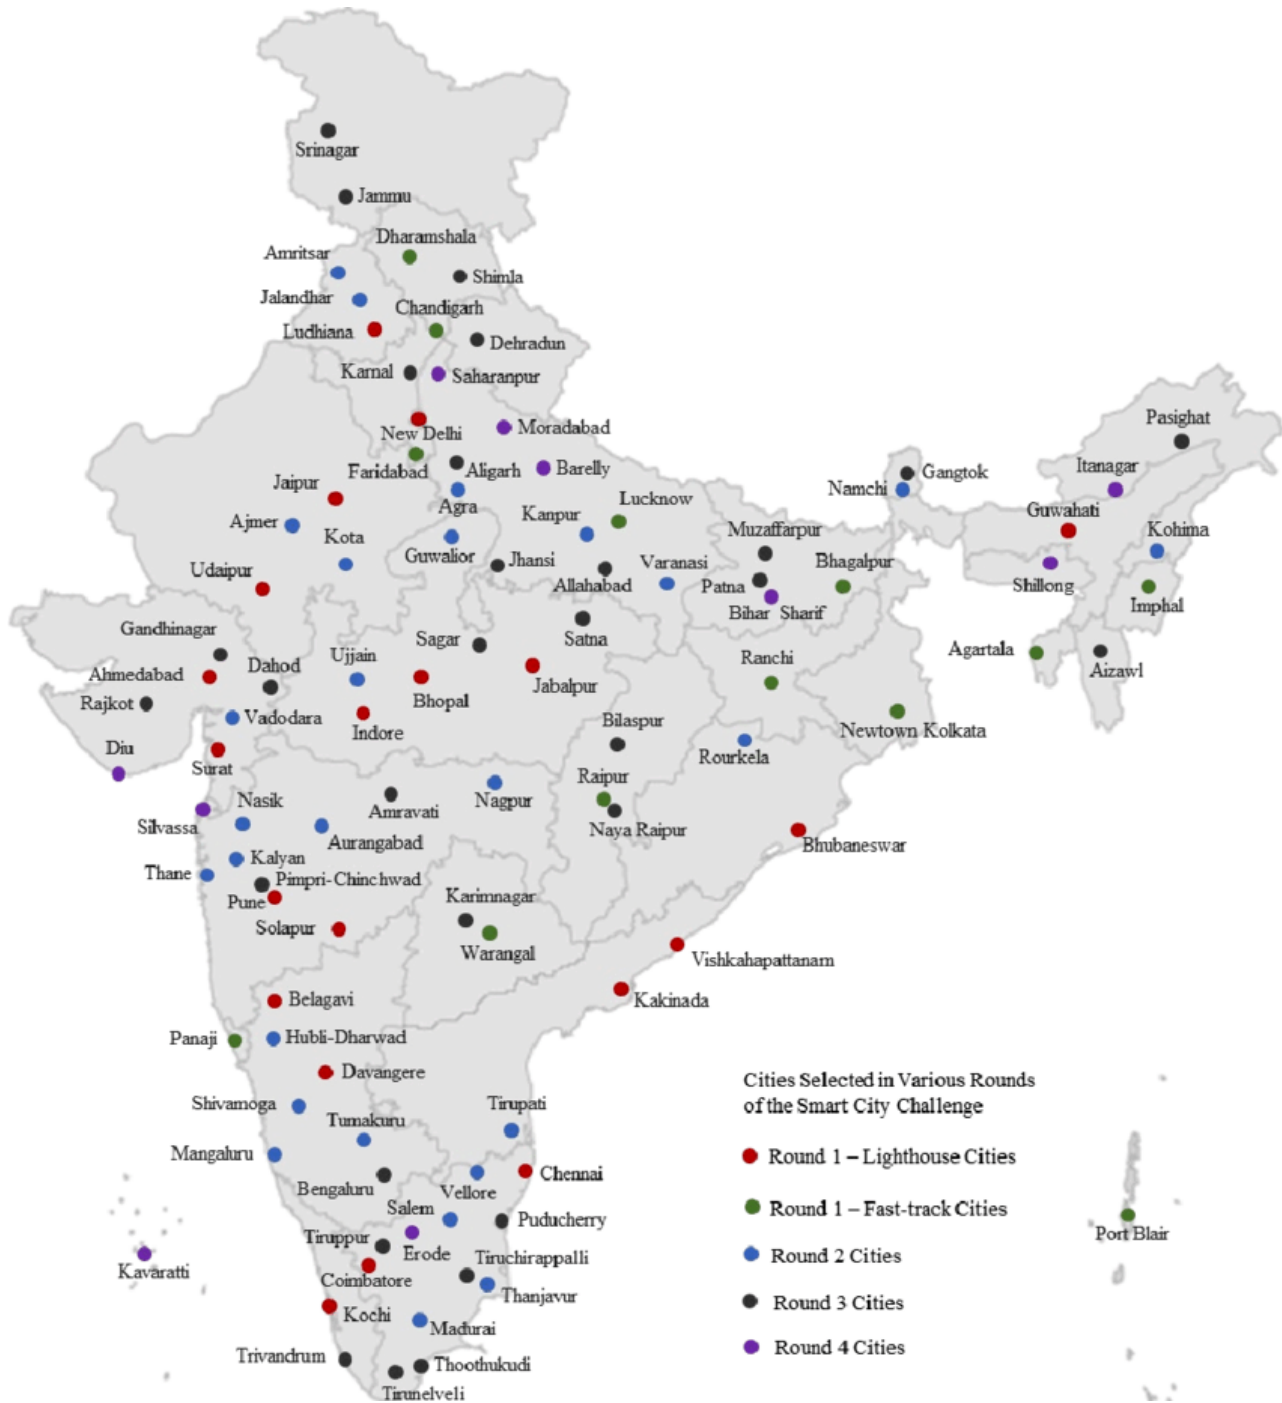 Srinagar
Jammu
Dharamshala
Amritsar
Shimla
Jalandhar
Chandigarh
Ludhiana
Dehradun
Karnal
Saharanpur
New Delhi
Moradabad
Pasighat
Faridabad
Aligarh
Barelly
Gangtok
Itanagar
Jaipur
Namchi
Agra
Lucknow
Guwahati
Ajmer
Kanpur
Kota
Muzaffarpur
Kohima
Guwalior
Jhansi
Varanasi
Bhagalpur
Udaipur
Allahabad
Patna
Shillong
Imphal
Bihar Sharif
Gandhinagar
Sagar
Satna
Agartala
Ujjain
Ranchi
Dahod
Aizawl
Ahmedabad
Jabalpur
Rajkot
Bhopal
Vadodara
Bilaspur
Newtown Kolkata
Indore
Diu
Rourkela
Surat
Raipur
Nasik
Amravati
Nagpur
Silvassa
Naya Raipur
Aurangabad
Bhubaneswar
Kalyan
Thane
Pimpri-Chinchwad
Karimnagar
Pune
Solapur
Warangal
Vishkahapattanam
Belagavi
Kakinada
Panaji
Hubli-Dharwad
Davangere
Cities Selected in Various Rounds
of the Smart City Challenge
Shivamoga
Tirupati
Tumakuru
Mangaluru
Round 1 – Lighthouse Cities
Chennai
Bengaluru
Vellore
Salem
Round 1 – Fast-track Cities
Puducherry
Port Blair
Tiruppur
Erode
Tiruchirappalli
Round 2 Cities
Kavaratti
Coimbatore
Thanjavur
Round 3 Cities
Kochi
Madurai
Round 4 Cities
Trivandrum
Thoothukudi
Tirunelveli